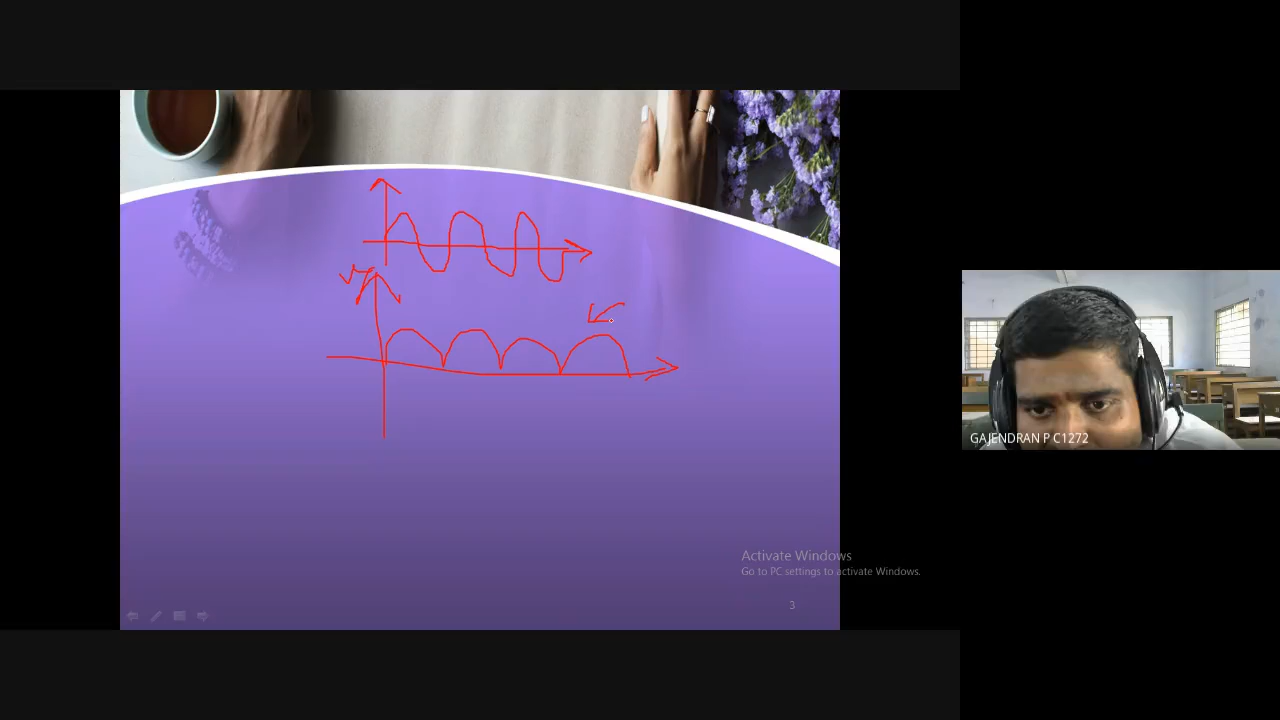 GAJENDRAN P C1272
Activate Windows
Go to PC settings to activate Windows.
3